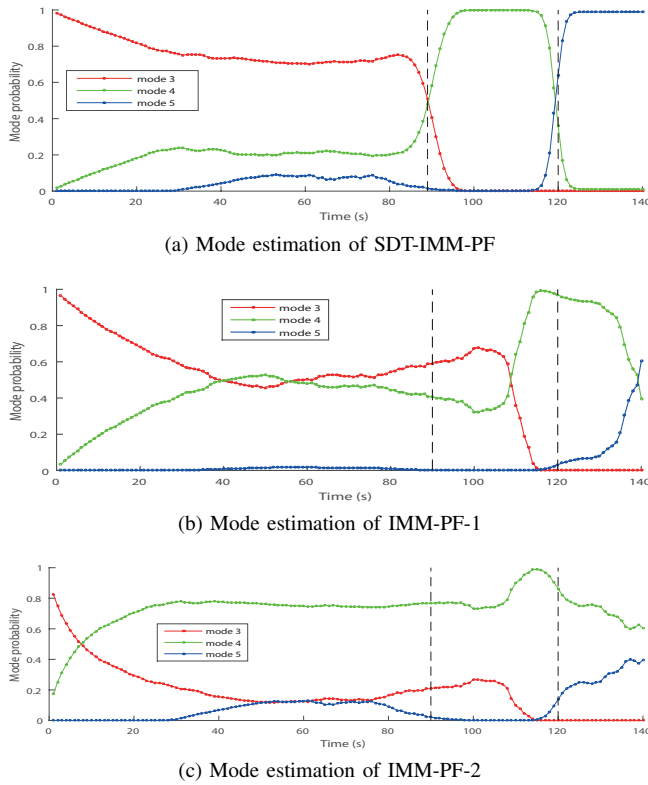 1
0.8
0.6
0.4
0.2
0
Mode probability
mode 3
mode 4
mode 5
0 20 40 60 80 100 120 140
Time (s)
(a) Mode estimation of SDT-IMM-PF
1
0.8
0.6
0.4
0.2
0
Mode probability
mode 3
mode 4
mode 5
0 20 40 60 80 100 120 140
Time (s)
(b) Mode estimation of IMM-PF-1
1
0.8
0.6
0.4
0.2
0
Mode probability
mode 3
mode 4
mode 5
0 20 40 60 80 100 120 140
Time (s)
(c) Mode estimation of IMM-PF-2